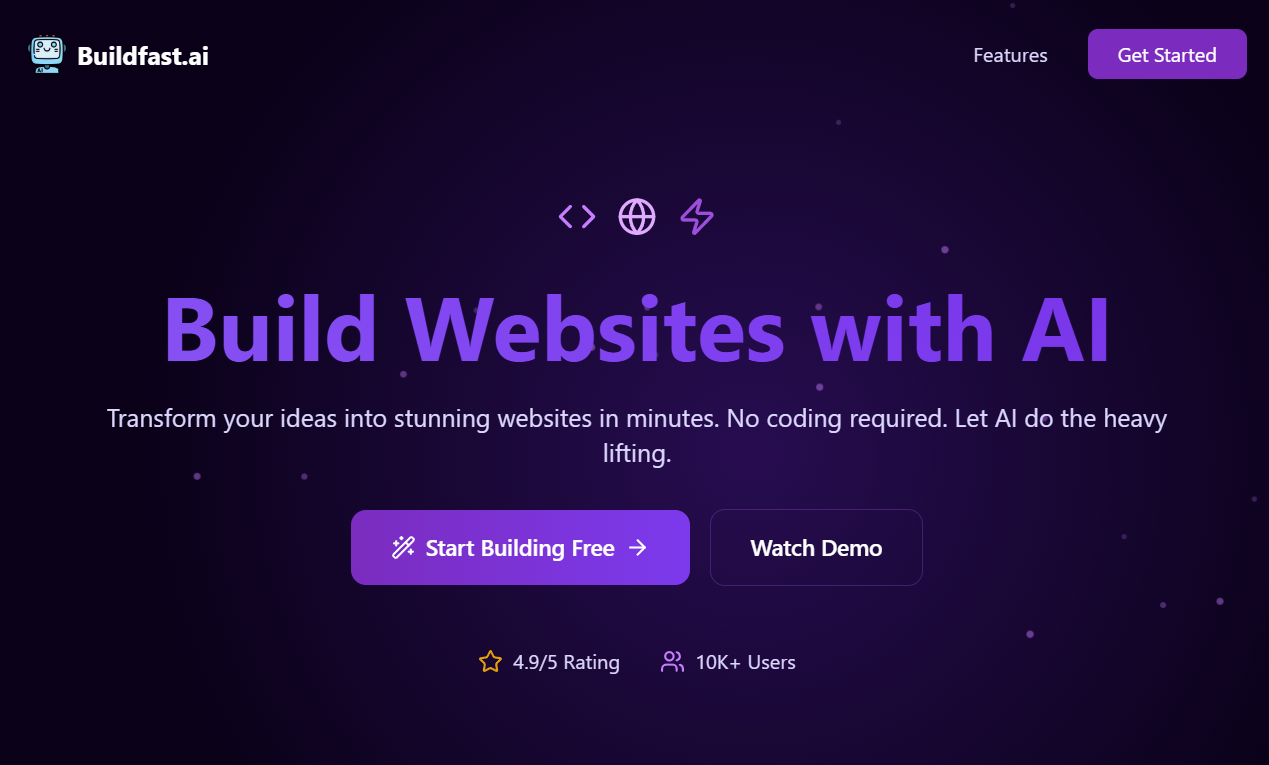 Buildfast.ai
Features
Get Started
Build Websites with AI
Transform your ideas into stunning websites in minutes. No coding required. Let AI do the heavy
lifting.
Start Building Free
Watch Demo
4.9/5 Rating
10K+ Users